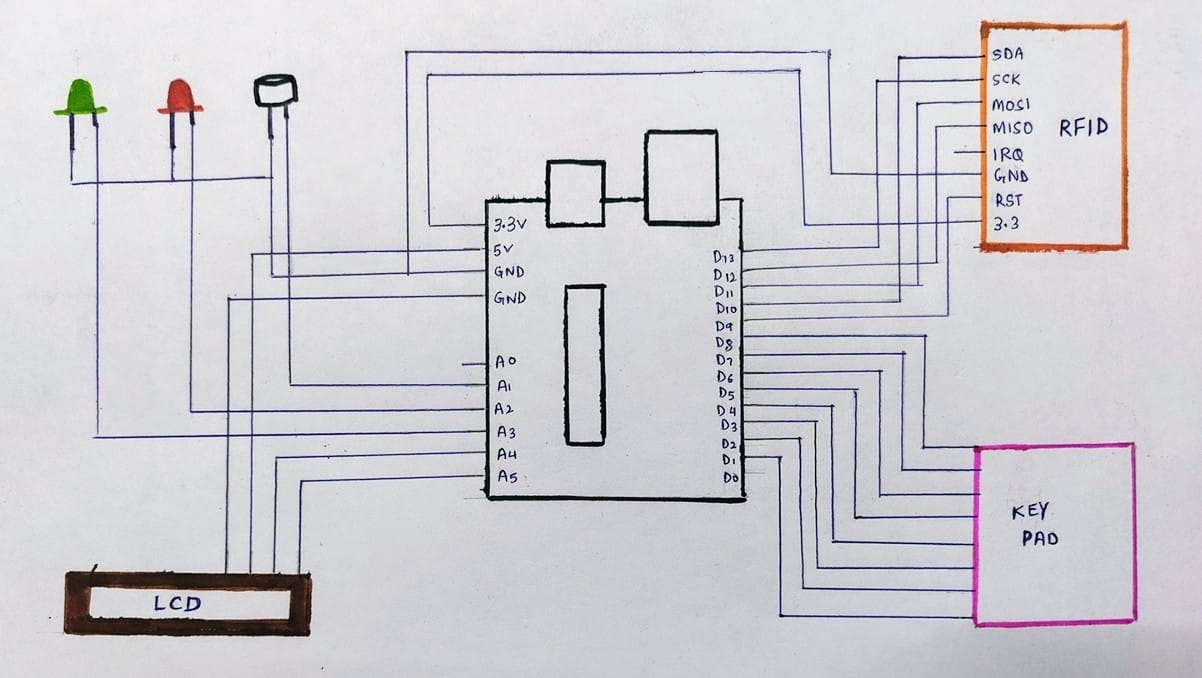 SDA
SCK
MOSI
MISO
IRQ
GND
RST
3.3
RFID
3.3V
5V
GND
GND
A0
A1
A2
A3
A4
A5
D13
D12
D11
D10
D9
D8
D7
D6
D5
D4
D3
D2
D1
D0
KEY
PAD
LCD